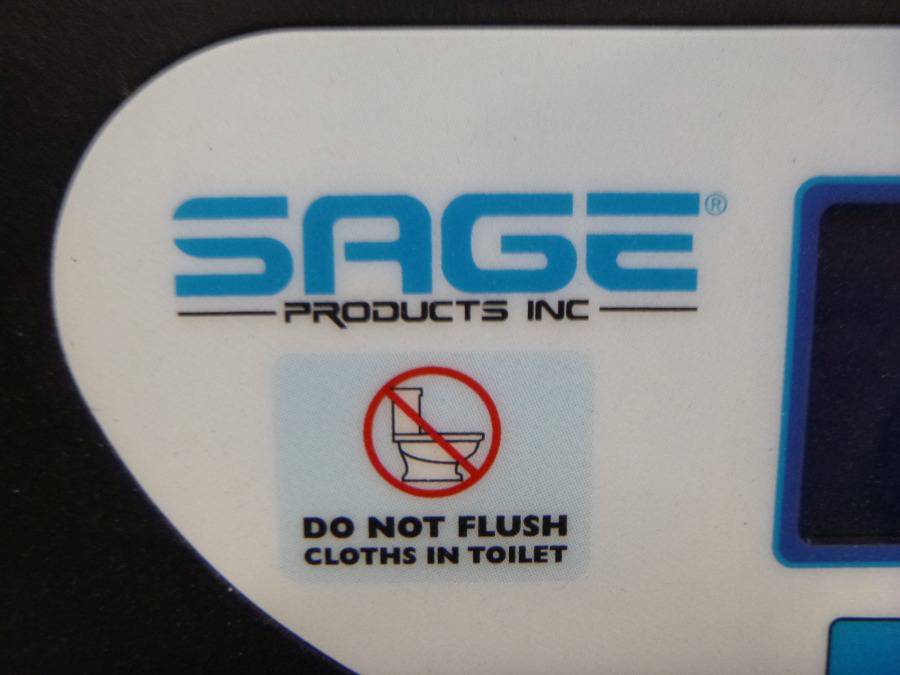 SAGE®
PRODUCTS INC
DO NOT FLUSH
CLOTHS IN TOILET